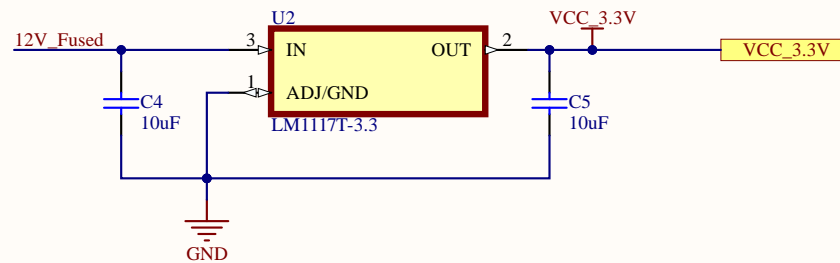 U2
VCC_3.3V
12V_Fused
3
IN
OUT
2
VCC_3.3V
1
ADJ/GND
C4
10uF
LM1117T-3.3
C5
10uF
GND